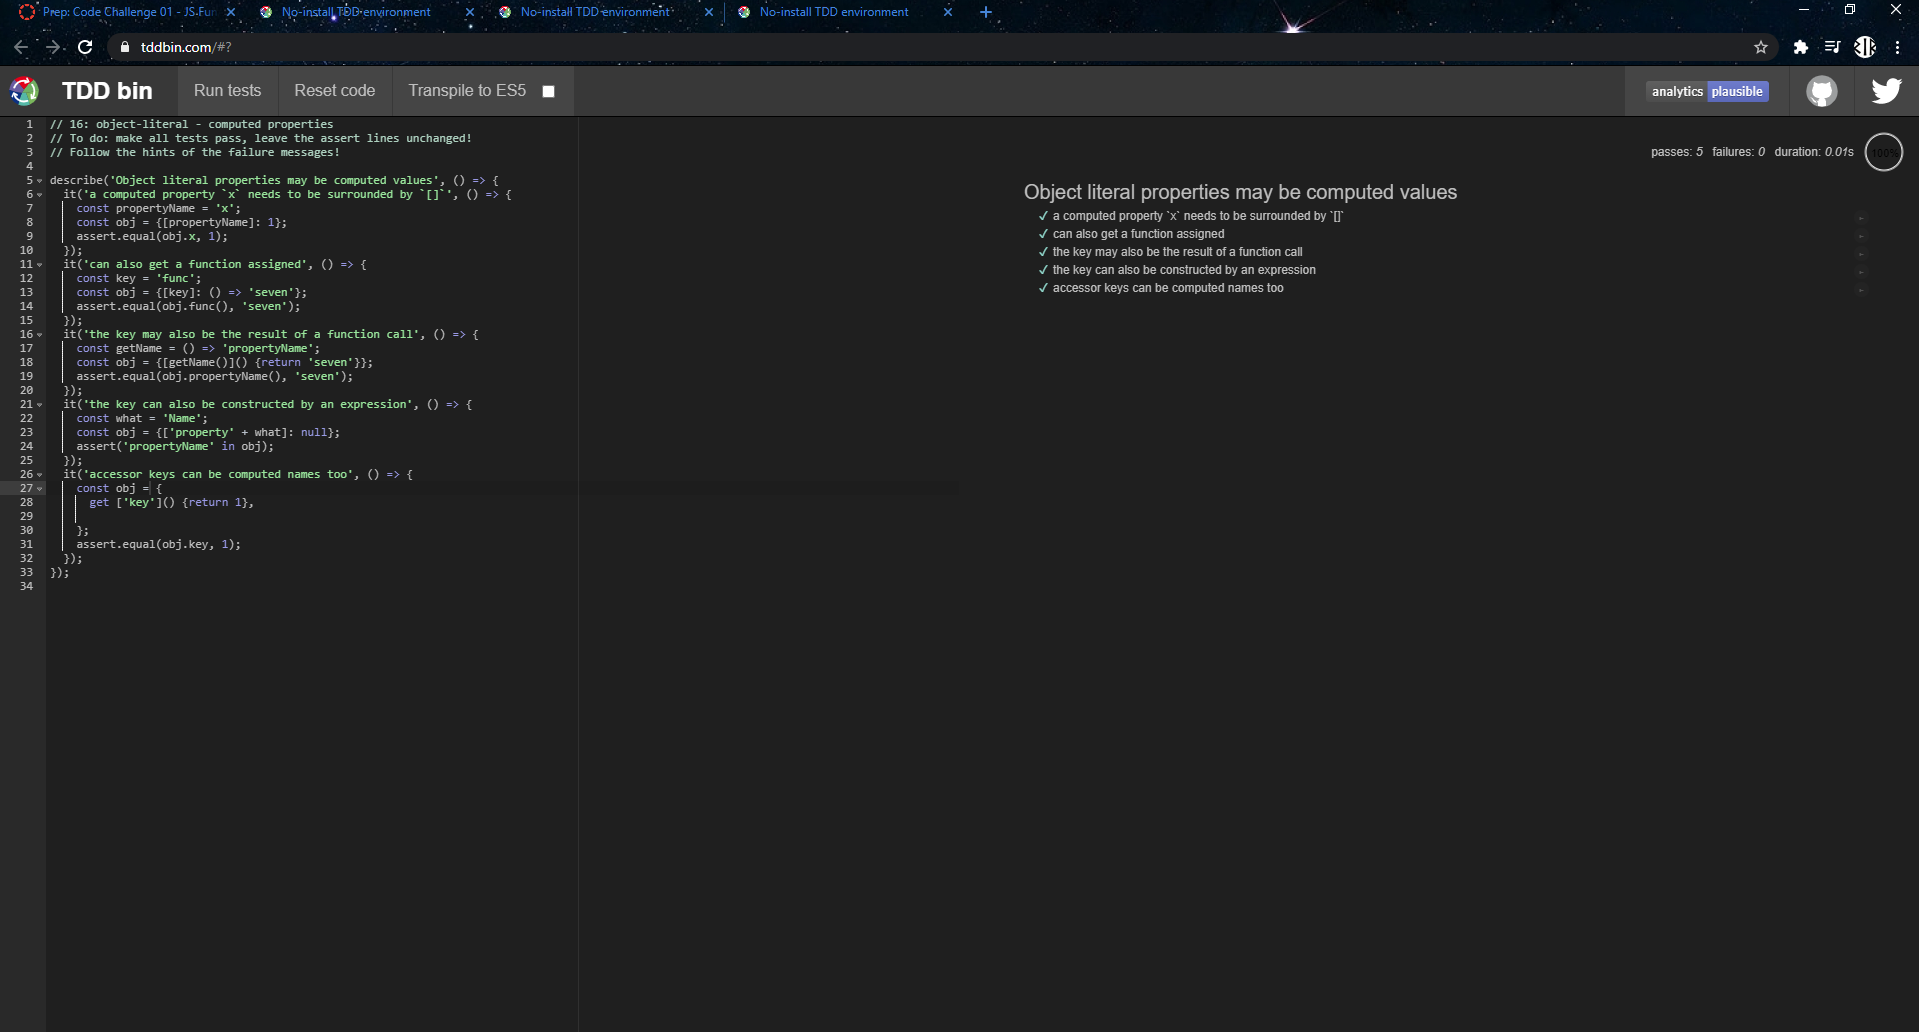 Prep: Code Challenge 01 - JS Fun
No-install TDD environment
No-install TDD environment
No-install TDD environment
tddbin.com/#?
TDD bin
Run tests
Reset code
Transpile to ES5
analytics plausible
1 // 16: object-literal - computed properties
2 // To do: make all tests pass, leave the assert lines unchanged!
3 // Follow the hints of the failure messages!
4
5 describe('Object literal properties may be computed values', () => {
6 it('a computed property `x` needs to be surrounded by `[]`', () => {
7 const propertyName = 'x';
8 const obj = {[propertyName]: 1};
9 assert.equal(obj.x, 1);
10 });
11 it('can also get a function assigned', () => {
12 const key = 'func';
13 const obj = {[key]: () => 'seven'};
14 assert.equal(obj.func(), 'seven');
15 });
16 it('the key may also be the result of a function call', () => {
17 const getName = () => 'propertyName';
18 const obj = {[getName()]() {return 'seven'}};
19 assert.equal(obj.propertyName(), 'seven');
20 });
21 it('the key can also be constructed by an expression', () => {
22 const what = 'Name';
23 const obj = {['property' + what]: null};
24 assert('propertyName' in obj);
25 });
26 it('accessor keys can be computed names too', () => {
27 const obj = {
28 get ['key']() {return 1},
29
30 };
31 assert.equal(obj.key, 1);
32 });
33 });
34
passes: 5 failures: 0 duration: 0.01s 100%
Object literal properties may be computed values
✓ a computed property `x` needs to be surrounded by `[]`
✓ can also get a function assigned
✓ the key may also be the result of a function call
✓ the key can also be constructed by an expression
✓ accessor keys can be computed names too